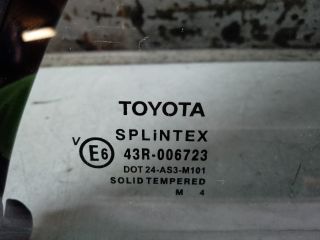 TOYOTA
SPLiNTEX
V E6 43R-006723
DOT 24-AS3-M101
SOLID TEMPERED
M 4